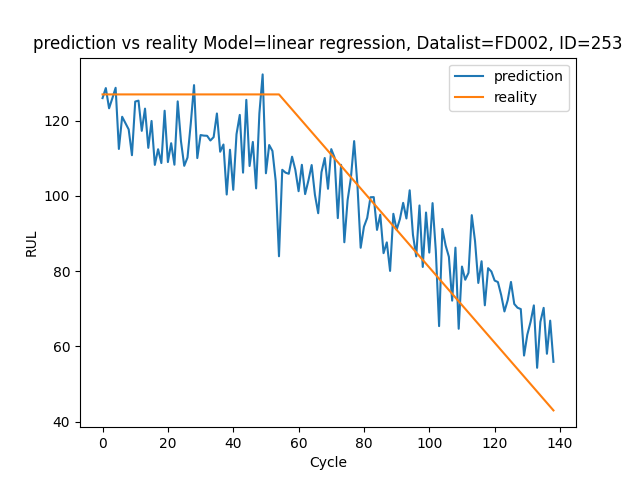 prediction vs reality Model=linear regression, Datalist=FD002, ID=253
prediction
reality
120
100
80
60
40
RUL
0 20 40 60 80 100 120 140
Cycle